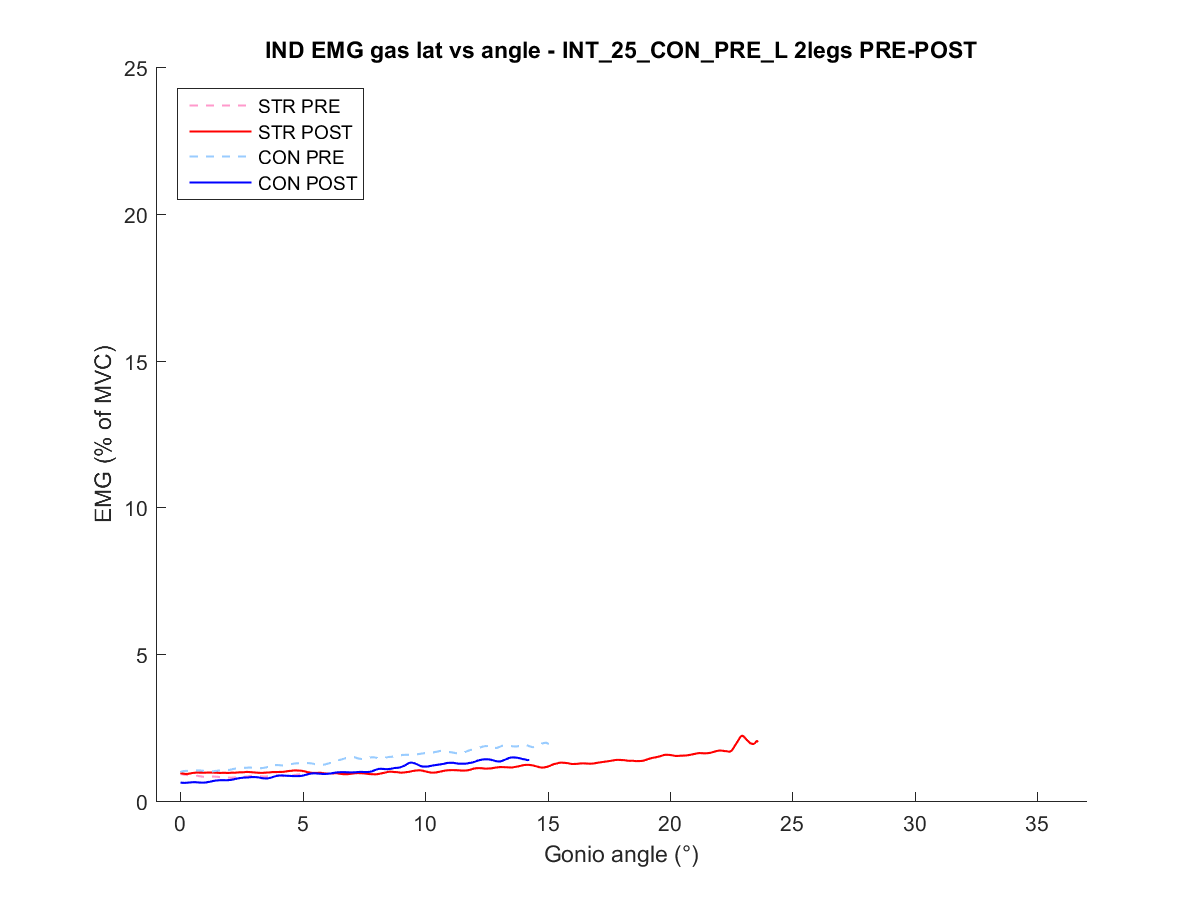 IND EMG gas lat vs angle - INT_25_CON_PRE_L 2legs PRE-POST
25
20
15
10
5
0
EMG (% of MVC)
STR PRE
STR POST
CON PRE
CON POST
0 5 10 15 20 25 30 35
Gonio angle (°)